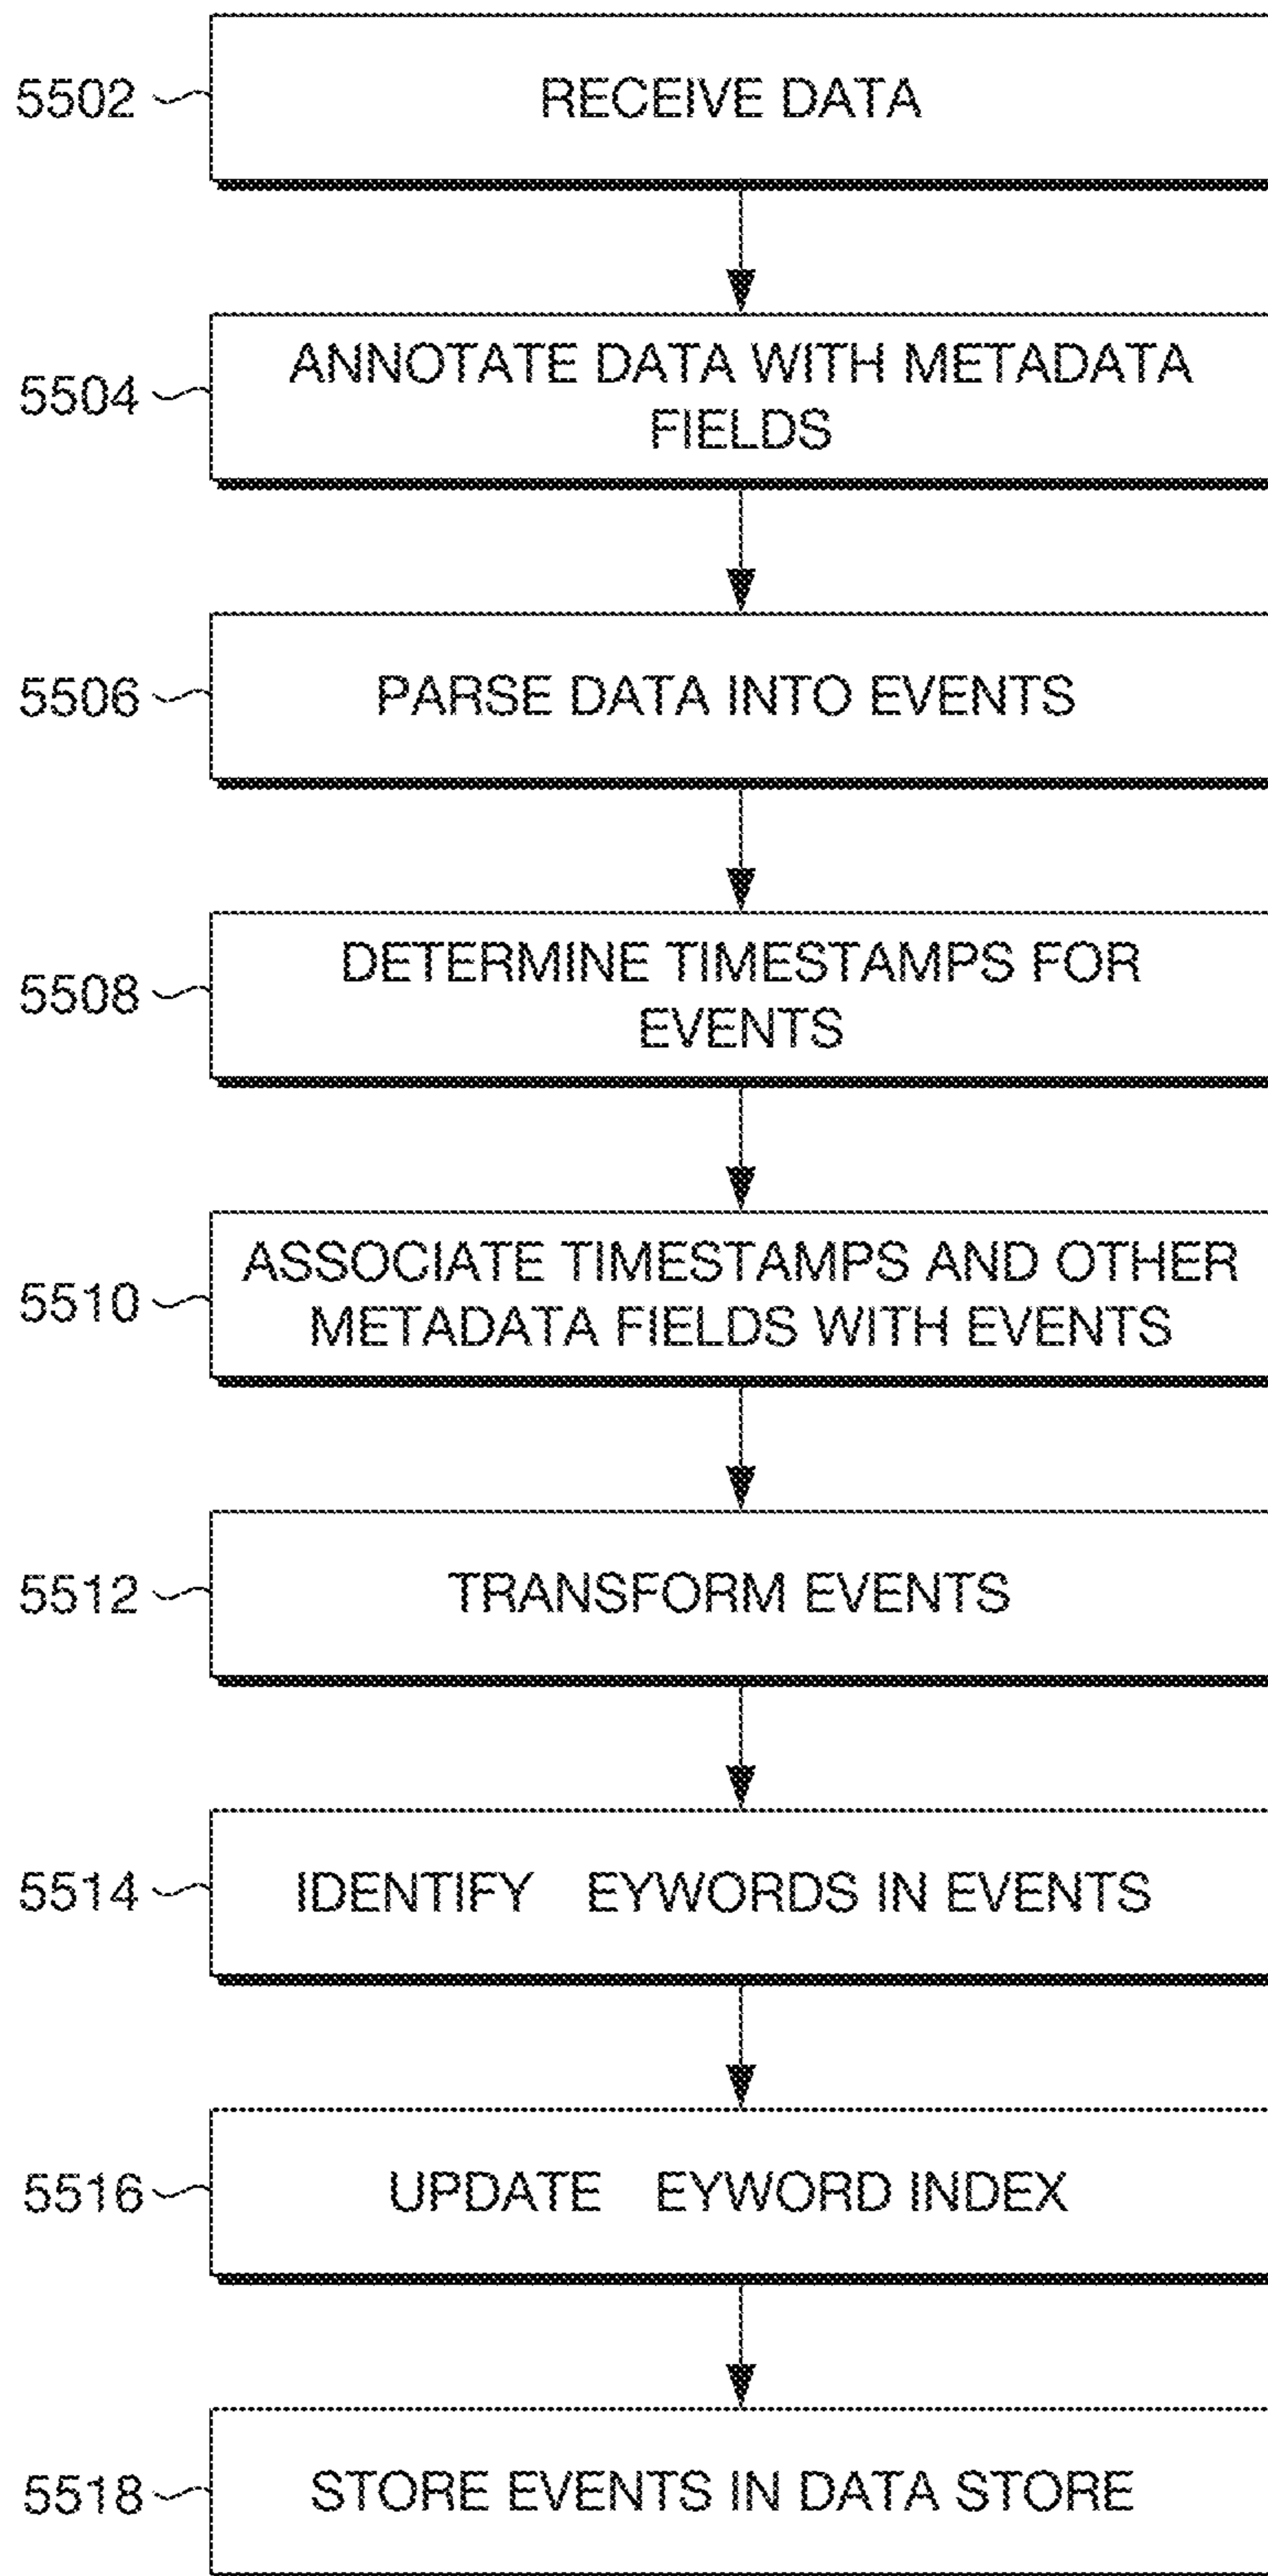 5502
RECEIVE DATA
5504
ANNOTATE DATA WITH METADATA
FIELDS
5506
PARSE DATA INTO EVENTS
5508
DETERMINE TIMESTAMPS FOR
EVENTS
5510
ASSOCIATE TIMESTAMPS AND OTHER
METADATA FIELDS WITH EVENTS
5512
TRANSFORM EVENTS
5514
IDENTIFY EYWORDS IN EVENTS
5516
UPDATE EYWORD INDEX
5518
STORE EVENTS IN DATA STORE